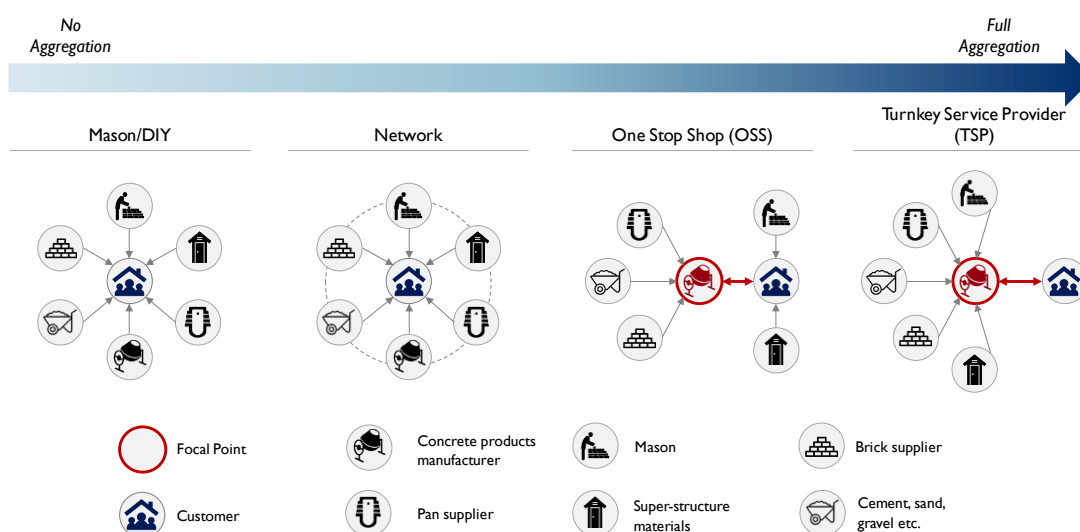 No
Aggregation
Full
Aggregation
Mason/DIY
Network
One Stop Shop (OSS)
Turnkey Service Provider
(TSP)
Focal Point
Concrete products
manufacturer
Mason
Brick supplier
Customer
Pan supplier
Super-structure
materials
Cement, sand,
gravel etc.